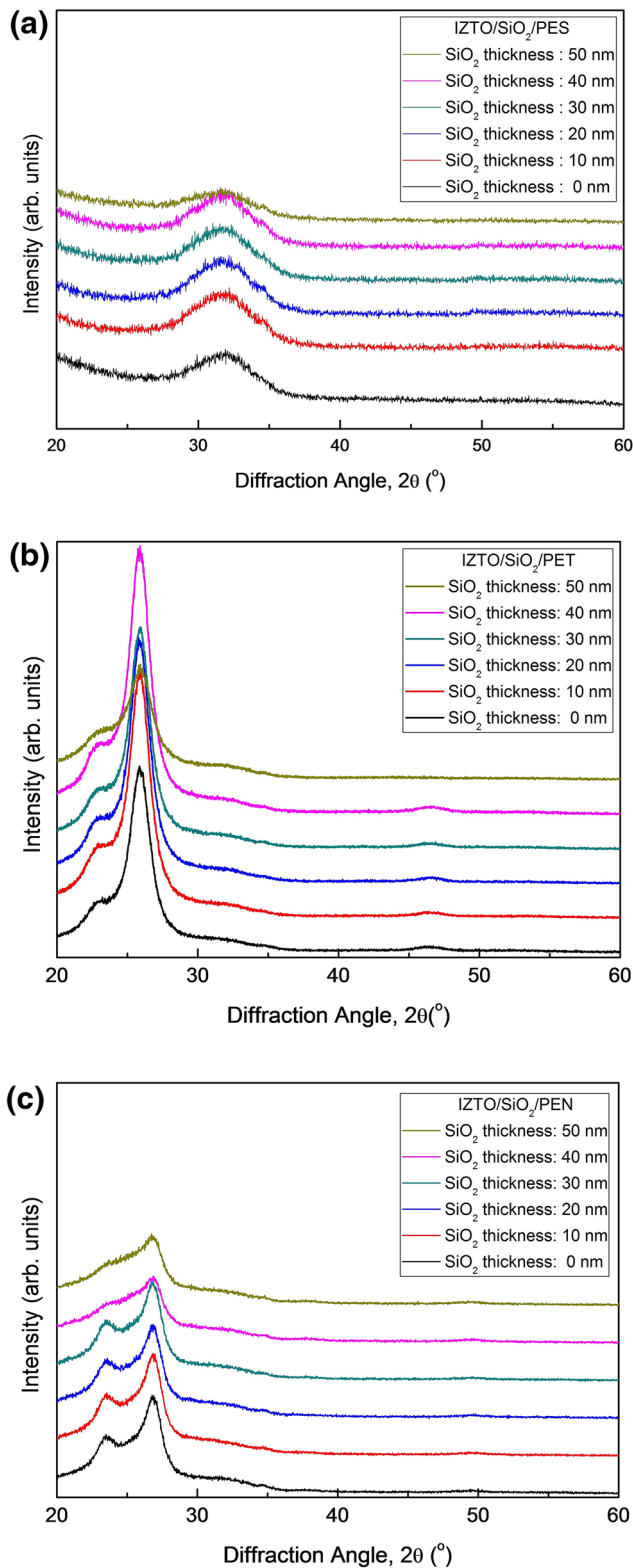 (a)
IZTO/SiO2/PES
SiO2 thickness : 50 nm
SiO2 thickness : 40 nm
SiO2 thickness : 30 nm
SiO2 thickness : 20 nm
SiO2 thickness : 10 nm
SiO2 thickness : 0 nm
Intensity (arb. units)
20 30 40 50 60
Diffraction Angle, 2θ (o)
(b)
IZTO/SiO2/PET
SiO2 thickness: 50 nm
SiO2 thickness: 40 nm
SiO2 thickness: 30 nm
SiO2 thickness: 20 nm
SiO2 thickness: 10 nm
SiO2 thickness: 0 nm
Intensity (arb. units)
20 30 40 50 60
Diffraction Angle, 2θ(o)
(c)
IZTO/SiO2/PEN
SiO2 thickness: 50 nm
SiO2 thickness: 40 nm
SiO2 thickness: 30 nm
SiO2 thickness: 20 nm
SiO2 thickness: 10 nm
SiO2 thickness: 0 nm
Intensity (arb. units)
20 30 40 50 60
Diffraction Angle, 2θ (o)